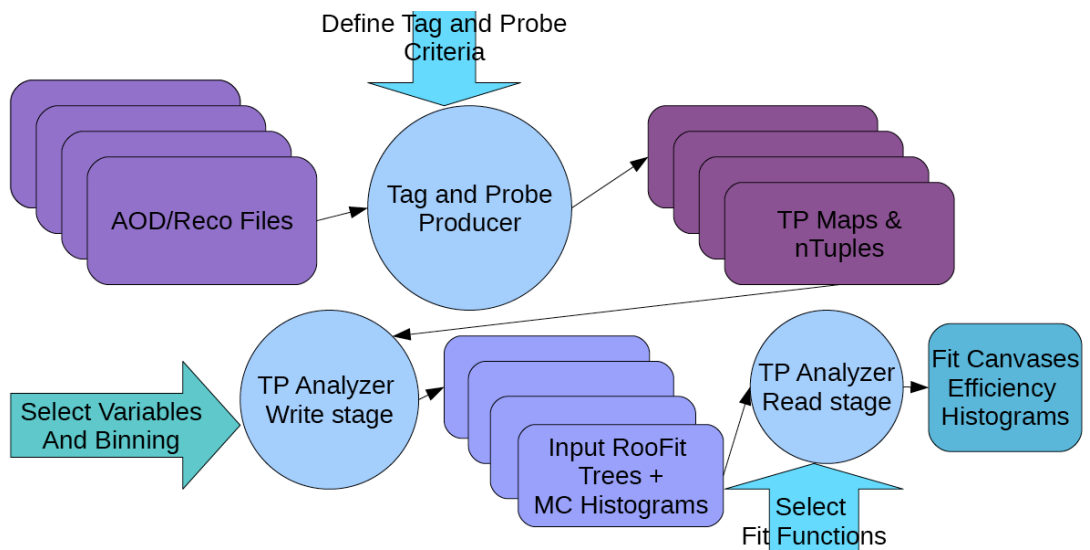 Define Tag and Probe
Criteria
AOD/Reco Files
Tag and Probe
Producer
TP Maps &
nTuples
Select Variables
And Binning
TP Analyzer
Write stage
Input RooFit
Trees +
MC Histograms
TP Analyzer
Read stage
Select
Fit Functions
Fit Canvases
Efficiency
Histograms